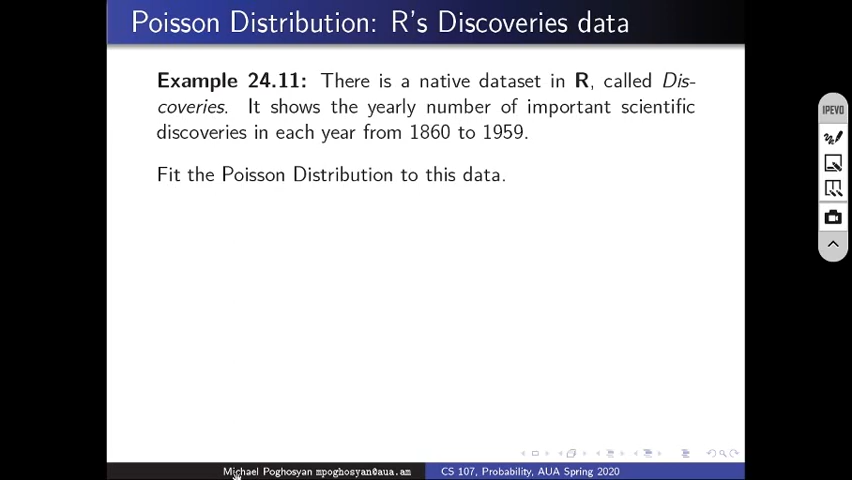 Poisson Distribution: R's Discoveries data
Example 24.11: There is a native dataset in R, called Dis-
coveries. It shows the yearly number of important scientific
discoveries in each year from 1860 to 1959.
Fit the Poisson Distribution to this data.
IPEVO
Michael Poghosyan mpoghosyan@aua.am CS 107, Probability, AUA Spring 2020